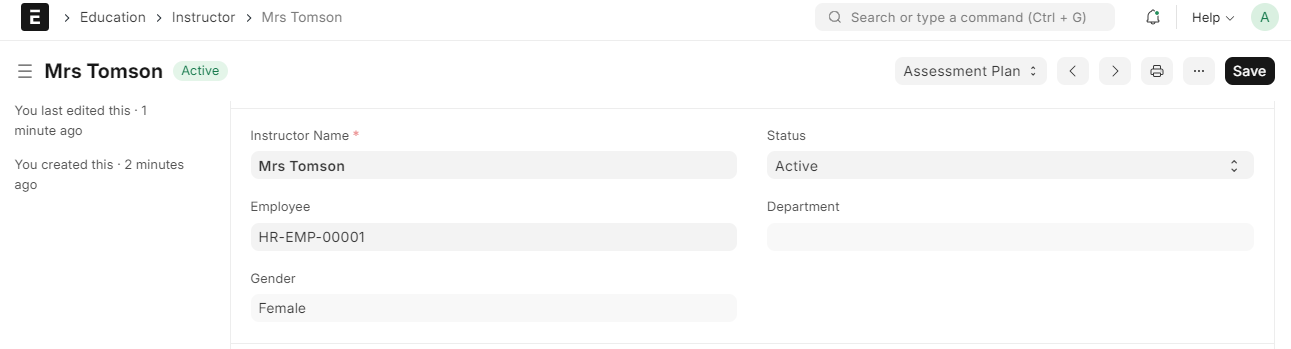 E Education Instructor Mrs Tomson Search or type a command (Ctrl + G) Help A
Mrs Tomson Active Assessment Plan ... Save
You last edited this · 1
minute ago
You created this · 2 minutes
ago
Instructor Name * Status
Mrs Tomson Active
Employee Department
HR-EMP-00001
Gender
Female